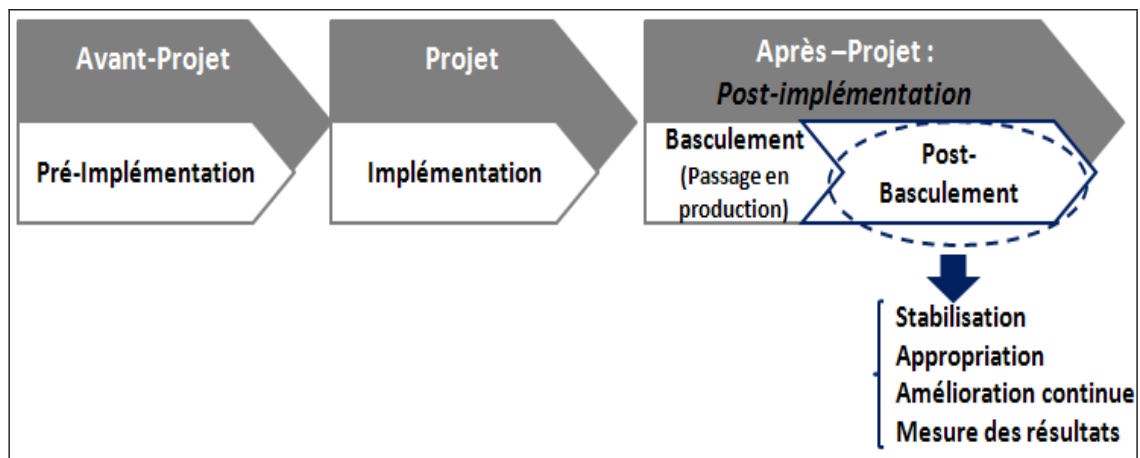 Avant-Projet
Projet
Après –Projet :
Post-implémentation
Pré-Implémentation
Implémentation
Basculement
(Passage en
production)
Post-
Basculement
Stabilisation
Appropriation
Amélioration continue
Mesure des résultats